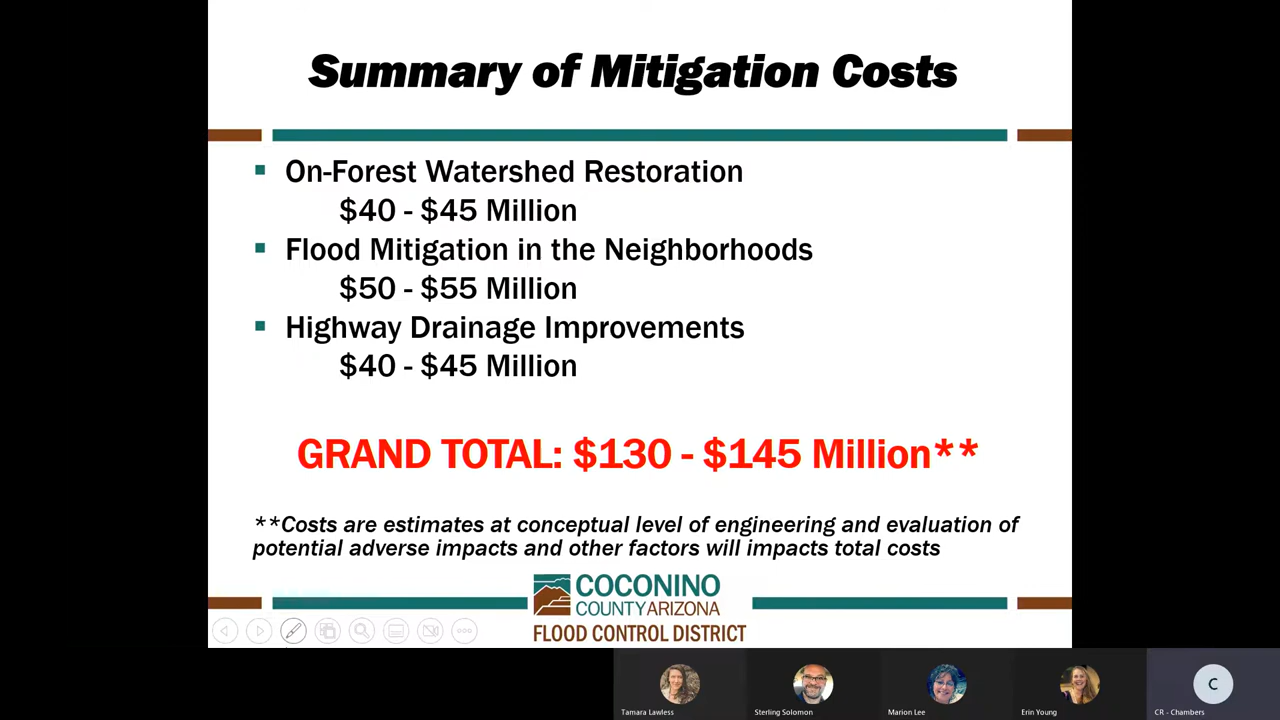 Summary of Mitigation Costs
On-Forest Watershed Restoration
$40 - $45 Million
Flood Mitigation in the Neighborhoods
$50 - $55 Million
Highway Drainage Improvements
$40 - $45 Million
GRAND TOTAL: $130 - $145 Million**
**Costs are estimates at conceptual level of engineering and evaluation of
potential adverse impacts and other factors will impacts total costs
COCONINO
COUNTY ARIZONA
FLOOD CONTROL DISTRICT
C
Tamara Lawless
Sterling Solomon
Marion Lee
Erin Young
CR - Chambers